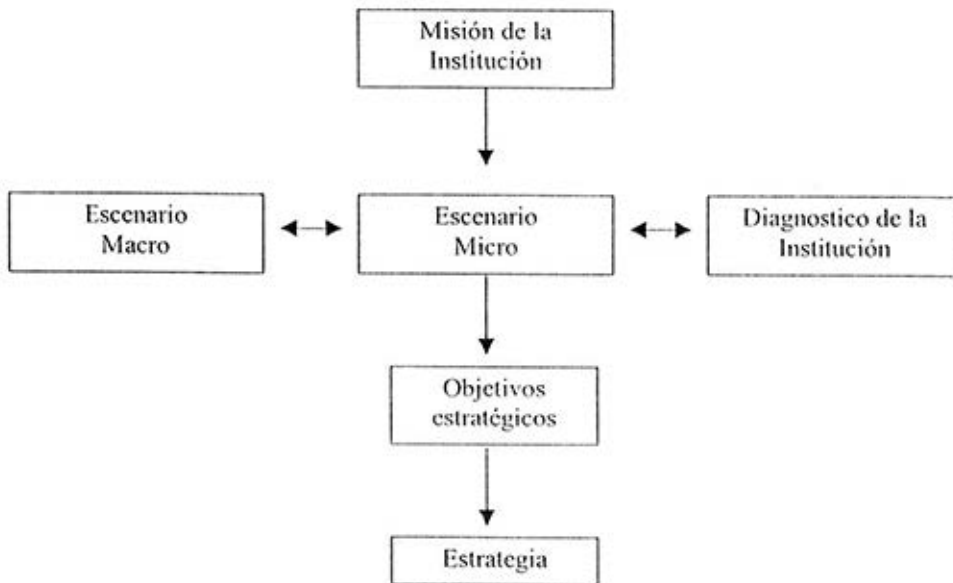 Misión de la
Institución
Escenario
Macro
Escenario
Micro
Diagnostico de la
Institución
Objetivos
estratégicos
Estrategia